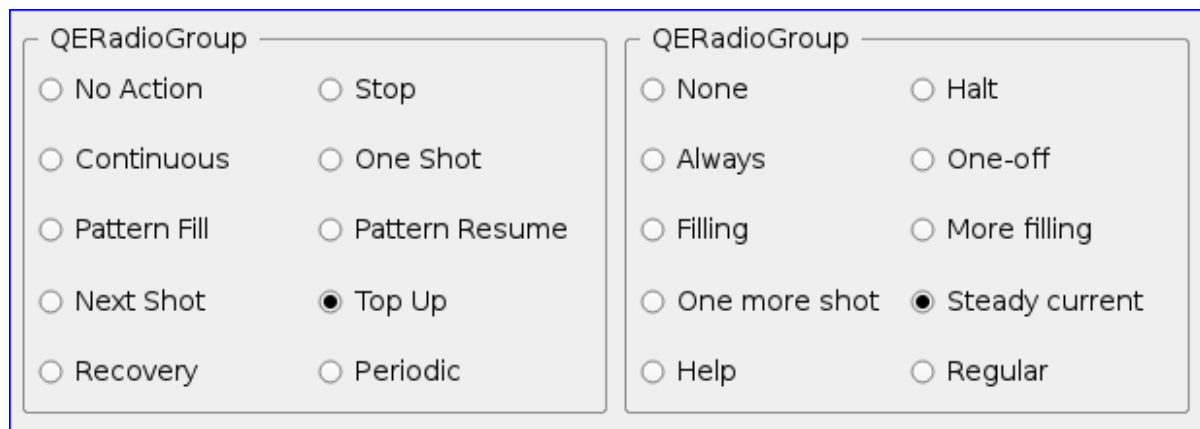 QERadioGroup
No Action Stop
Continuous One Shot
Pattern Fill Pattern Resume
Next Shot Top Up
Recovery Periodic
QERadioGroup
None Halt
Always One-off
Filling More filling
One more shot Steady current
Help Regular